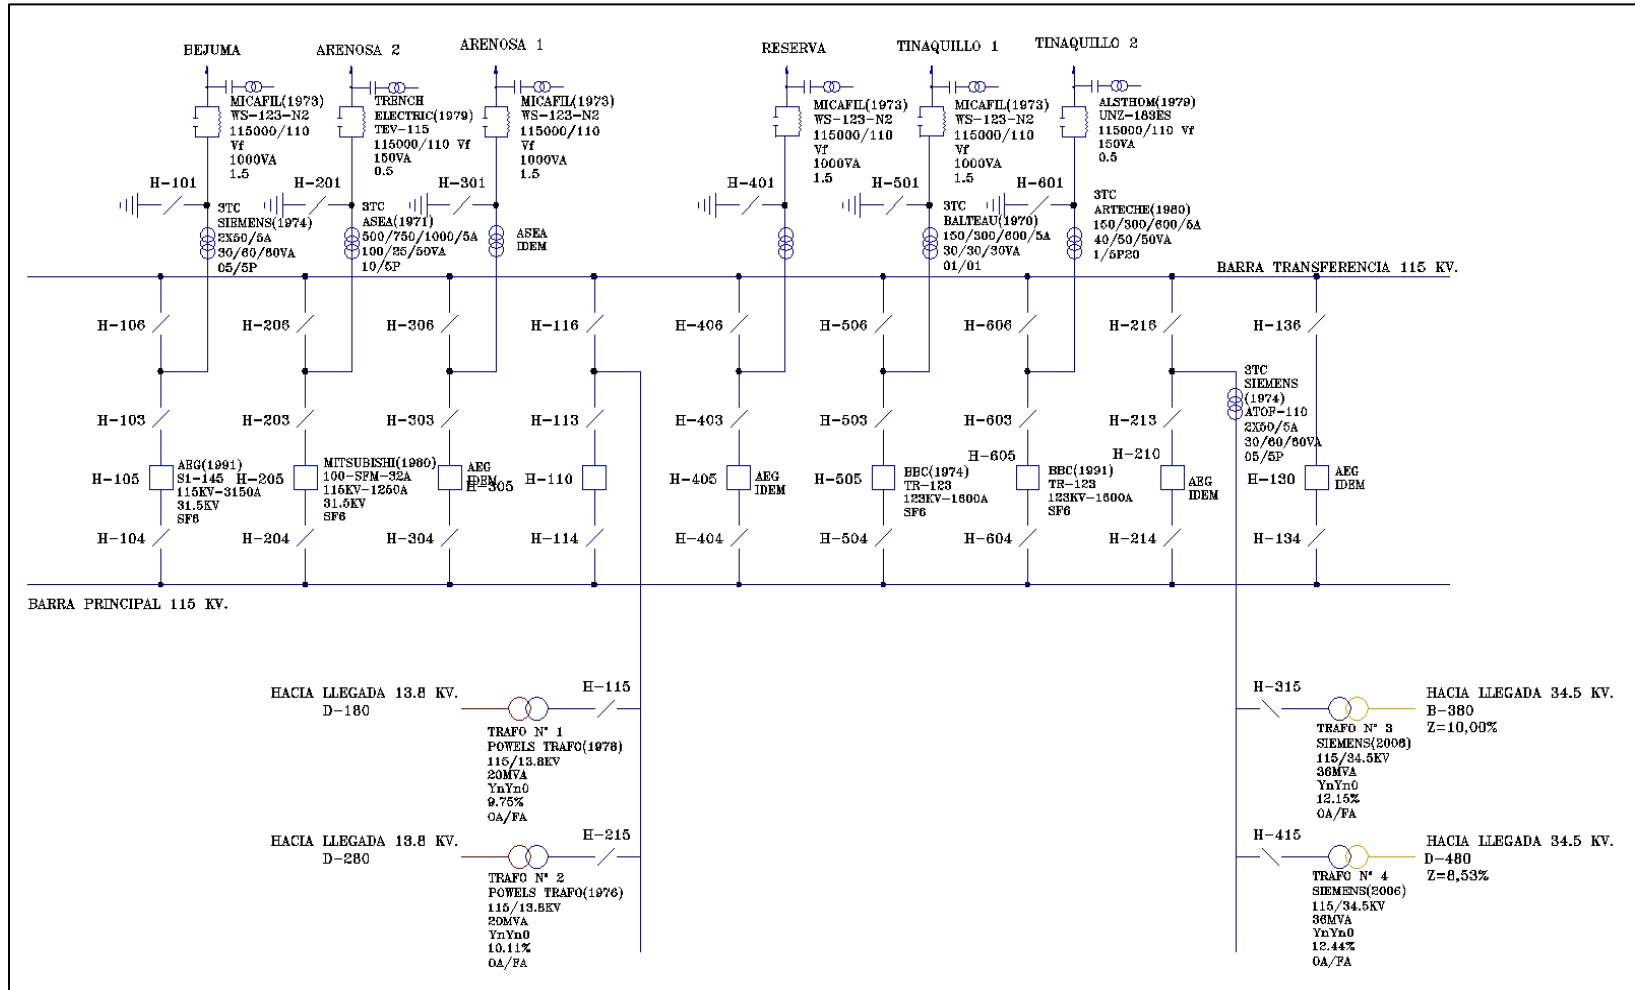 BEJUMA
ARENOSA 2
ARENOSA 1
RESERVA
TINAQUILLO 1
TINAQUILLO 2
MICAFIL(1973)
WS-123-N2
115000/110
Vf
1000VA
1.5
TRENCH
ELECTRIC(1979)
TEV-115
115000/110 Vf
150VA
0.5
MICAFIL(1973)
WS-123-N2
115000/110
Vf
1000VA
1.5
MICAFIL(1973)
WS-123-N2
115000/110
Vf
1000VA
1.5
MICAFIL(1973)
WS-123-N2
115000/110
Vf
1000VA
1.5
ALSTHOM(1979)
UNZ-183ES
115000/110 Vf
150VA
0.5
H-101
H-201
H-301
H-401
H-501
H-601
3TC
SIEMENS(1974)
2X50/5A
30/60/60VA
05/5P
3TC
ASEA(1971)
500/750/1000/5A
100/25/50VA
10/5P
ASEA
IDEM
3TC
BALTEAU(1970)
150/300/600/5A
30/30/30VA
01/01
3TC
ARTECHE(1980)
150/300/600/5A
40/50/50VA
1/5P20
BARRA TRANSFERENCIA 115 KV.
H-106
H-206
H-306
H-116
H-406
H-506
H-606
H-216
H-136
3TC
SIEMENS
(1974)
ATOF-110
2X50/5A
30/60/60VA
05/5P
H-103
H-203
H-303
H-113
H-403
H-503
H-603
H-213
H-105
AEG(1991)
S1-145
115KV-3150A
31.5KV
SF6
H-205
MITSUBISHI(1980)
100-SFM-32A
115KV-1250A
31.5KV
SF6
AEG
IDEM
H-305
H-110
H-405
AEG
IDEM
H-505
BBC(1974)
TR-123
123KV-1600A
SF6
H-605
BBC(1991)
TR-123
123KV-1600A
SF6
H-210
AEG
IDEM
H-130
AEG
IDEM
H-104
H-204
H-304
H-114
H-404
H-504
H-604
H-214
H-134
BARRA PRINCIPAL 115 KV.
HACIA LLEGADA 13.8 KV.
D-180
H-115
TRAFO N° 1
POWELS TRAFO(1978)
115/13.8KV
20MVA
YnYn0
9.75%
OA/FA
H-315
HACIA LLEGADA 34.5 KV.
B-380
Z=10,00%
TRAFO N° 3
SIEMENS(2006)
115/34.5KV
36MVA
YnYn0
12.15%
OA/FA
HACIA LLEGADA 13.8 KV.
D-280
H-215
TRAFO N° 2
POWELS TRAFO(1976)
115/13.8KV
20MVA
YnYn0
10.11%
OA/FA
H-415
HACIA LLEGADA 34.5 KV.
D-480
Z=8,53%
TRAFO N° 4
SIEMENS(2006)
115/34.5KV
36MVA
YnYn0
12.44%
OA/FA